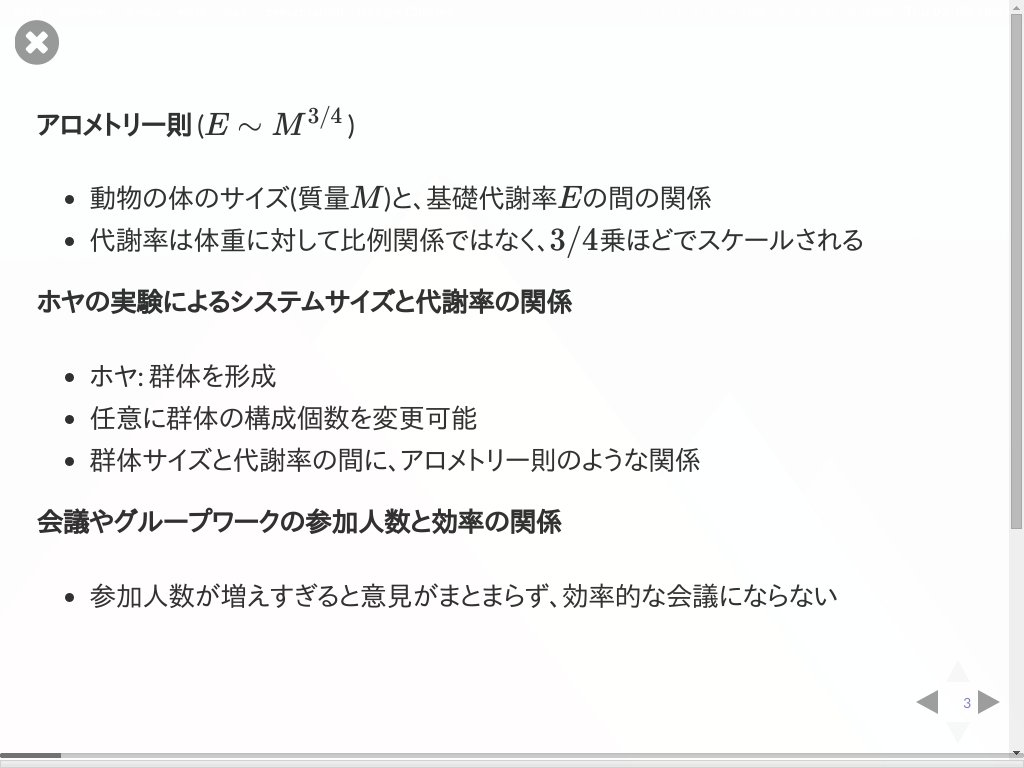 アロメトリー則 (E ∼ M^{3/4})
• 動物の体のサイズ(質量M)と、基礎代謝率Eの間の関係
• 代謝率は体重に対して比例関係ではなく、3/4乗ほどでスケールされる
ホヤの実験によるシステムサイズと代謝率の関係
• ホヤ: 群体を形成
• 任意に群体の構成個数を変更可能
• 群体サイズと代謝率の間に、アロメトリー則のような関係
会議やグループワークの参加人数と効率の関係
• 参加人数が増えすぎると意見がまとまらず、効率的な会議にならない
3